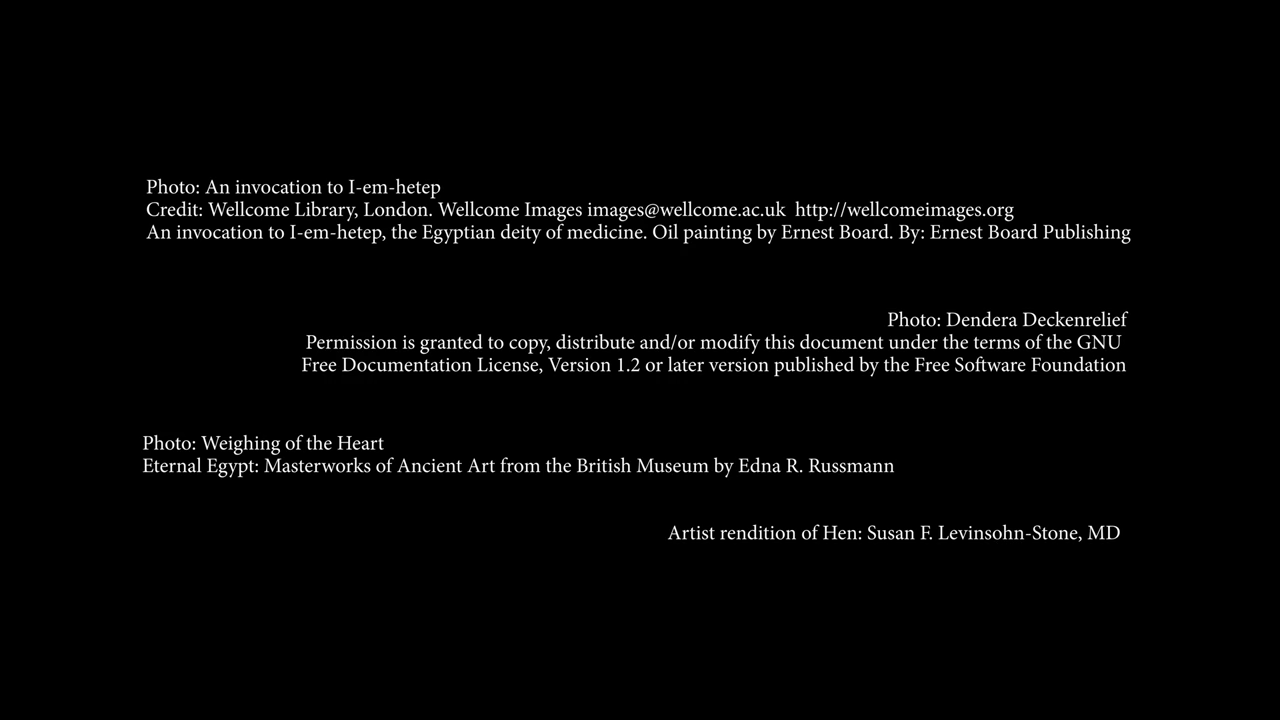 Photo: An invocation to I-em-hetep
Credit: Wellcome Library, London. Wellcome Images images@wellcome.ac.uk  http://wellcomeimages.org
An invocation to I-em-hetep, the Egyptian deity of medicine. Oil painting by Ernest Board. By: Ernest Board Publishing
Photo: Dendera Deckenrelief
Permission is granted to copy, distribute and/or modify this document under the terms of the GNU
Free Documentation License, Version 1.2 or later version published by the Free Software Foundation
Photo: Weighing of the Heart
Eternal Egypt: Masterworks of Ancient Art from the British Museum by Edna R. Russmann
Artist rendition of Hen: Susan F. Levinsohn-Stone, MD